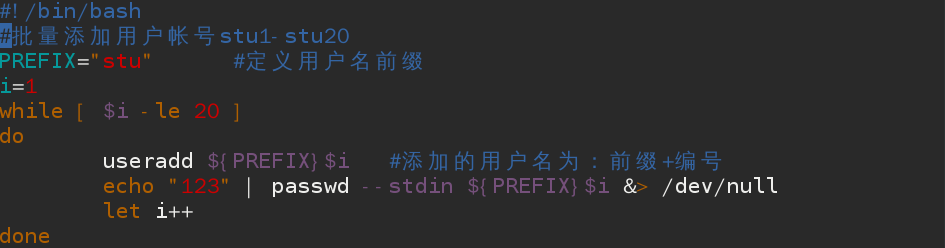 #!/bin/bash
#批量添加用户帐号stu1-stu20
PREFIX="stu"      #定义用户名前缀
i=1
while [ $i -le 20 ]
do
        useradd ${PREFIX}$i   #添加的用户名为：前缀+编号
        echo "123" | passwd --stdin ${PREFIX}$i &> /dev/null
        let i++
done